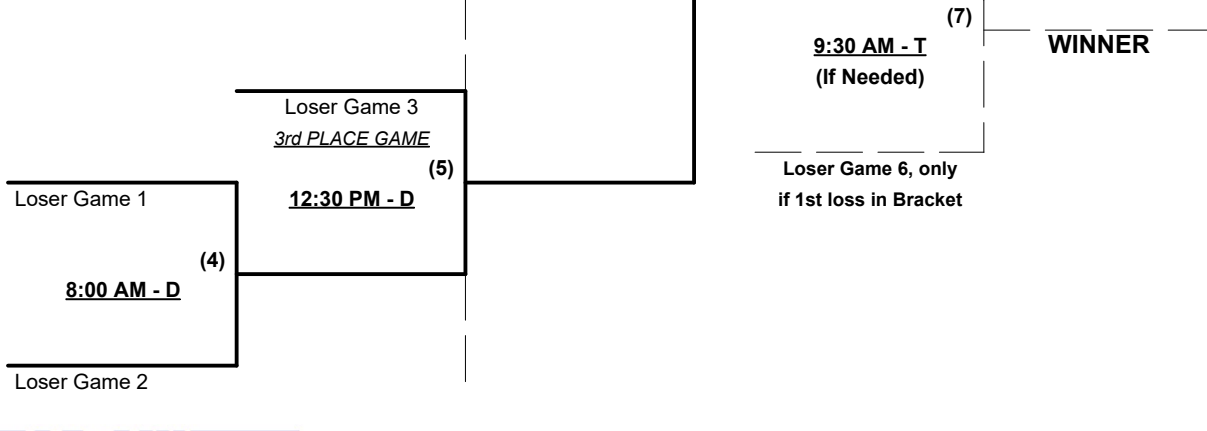 (7)
9:30 AM - T
WINNER
(If Needed)
Loser Game 3
3rd PLACE GAME
(5)
12:30 PM - D
Loser Game 6, only
if 1st loss in Bracket
Loser Game 1
(4)
8:00 AM - D
Loser Game 2